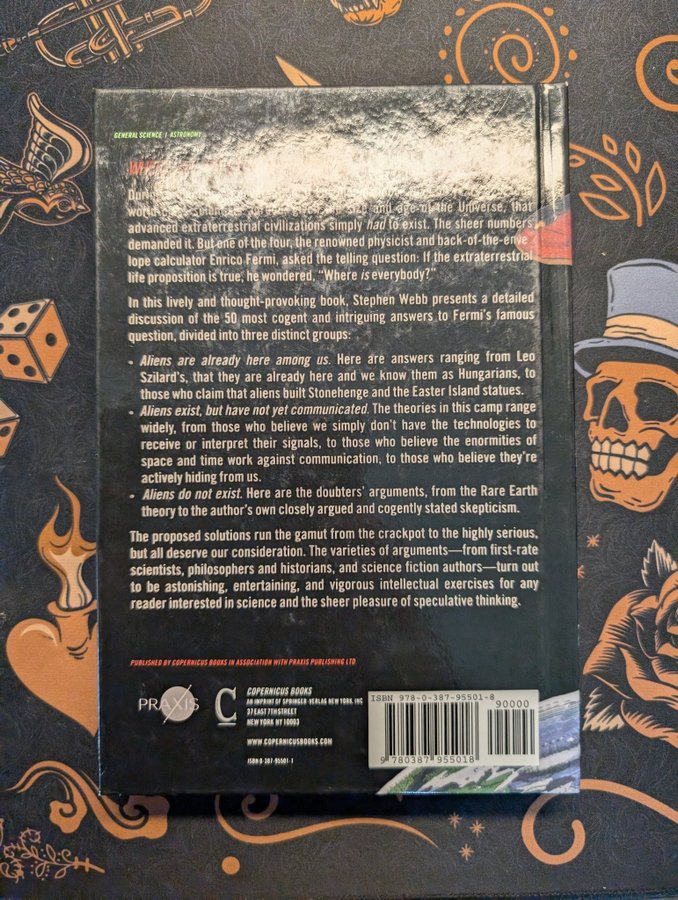 GENERAL SCIENCE | ASTRONOMY
and age of the Universe, that
advanced extraterrestrial civilizations simply had to exist. The sheer numbers
demanded it. But one of the four, the renowned physicist and back-of-the-enve
lope calculator Enrico Fermi, asked the telling question: If the extraterrestrial
life proposition is true, he wondered, "Where is everybody?"
In this lively and thought-provoking book, Stephen Webb presents a detailed
discussion of the 50 most cogent and intriguing answers to Fermi's famous
question, divided into three distinct groups:
• Aliens are already here among us. Here are answers ranging from Leo
Szilard's, that they are already here and we know them as Hungarians, to
to those who claim that aliens built Stonehenge and the Easter Island statues.
• Aliens exist, but have not yet communicated. The theories in this camp range
widely, from those who believe we simply don't have the technologies to
receive or interpret their signals, to those who believe the enormities of
space and time work against communication, to those who believe they're
actively hiding from us.
• Aliens do not exist. Here are the doubters' arguments, from the Rare Earth
theory to the author's own closely argued and cogently stated skepticism.
The proposed solutions run the gamut from the crackpot to the highly serious,
but all deserve our consideration. The varieties of arguments—from first-rate
scientists, philosophers and historians, and science fiction authors—turn out
to be astonishing, entertaining, and vigorous intellectual exercises for any
reader interested in science and the sheer pleasure of speculative thinking.
PUBLISHED BY COPERNICUS BOOKS IN ASSOCIATION WITH PRAXIS PUBLISHING LTD
PRAXIS
C
COPERNICUS BOOKS
AN IMPRINT OF SPRINGER-VERLAG NEW YORK, INC
37 EAST 7TH STREET
NEW YORK NY 10003
WWW.COPERNICUSBOOKS.COM
ISBN 0-387-95501-1
ISBN 978-0-387-95501-8
90000
9 780387 955018